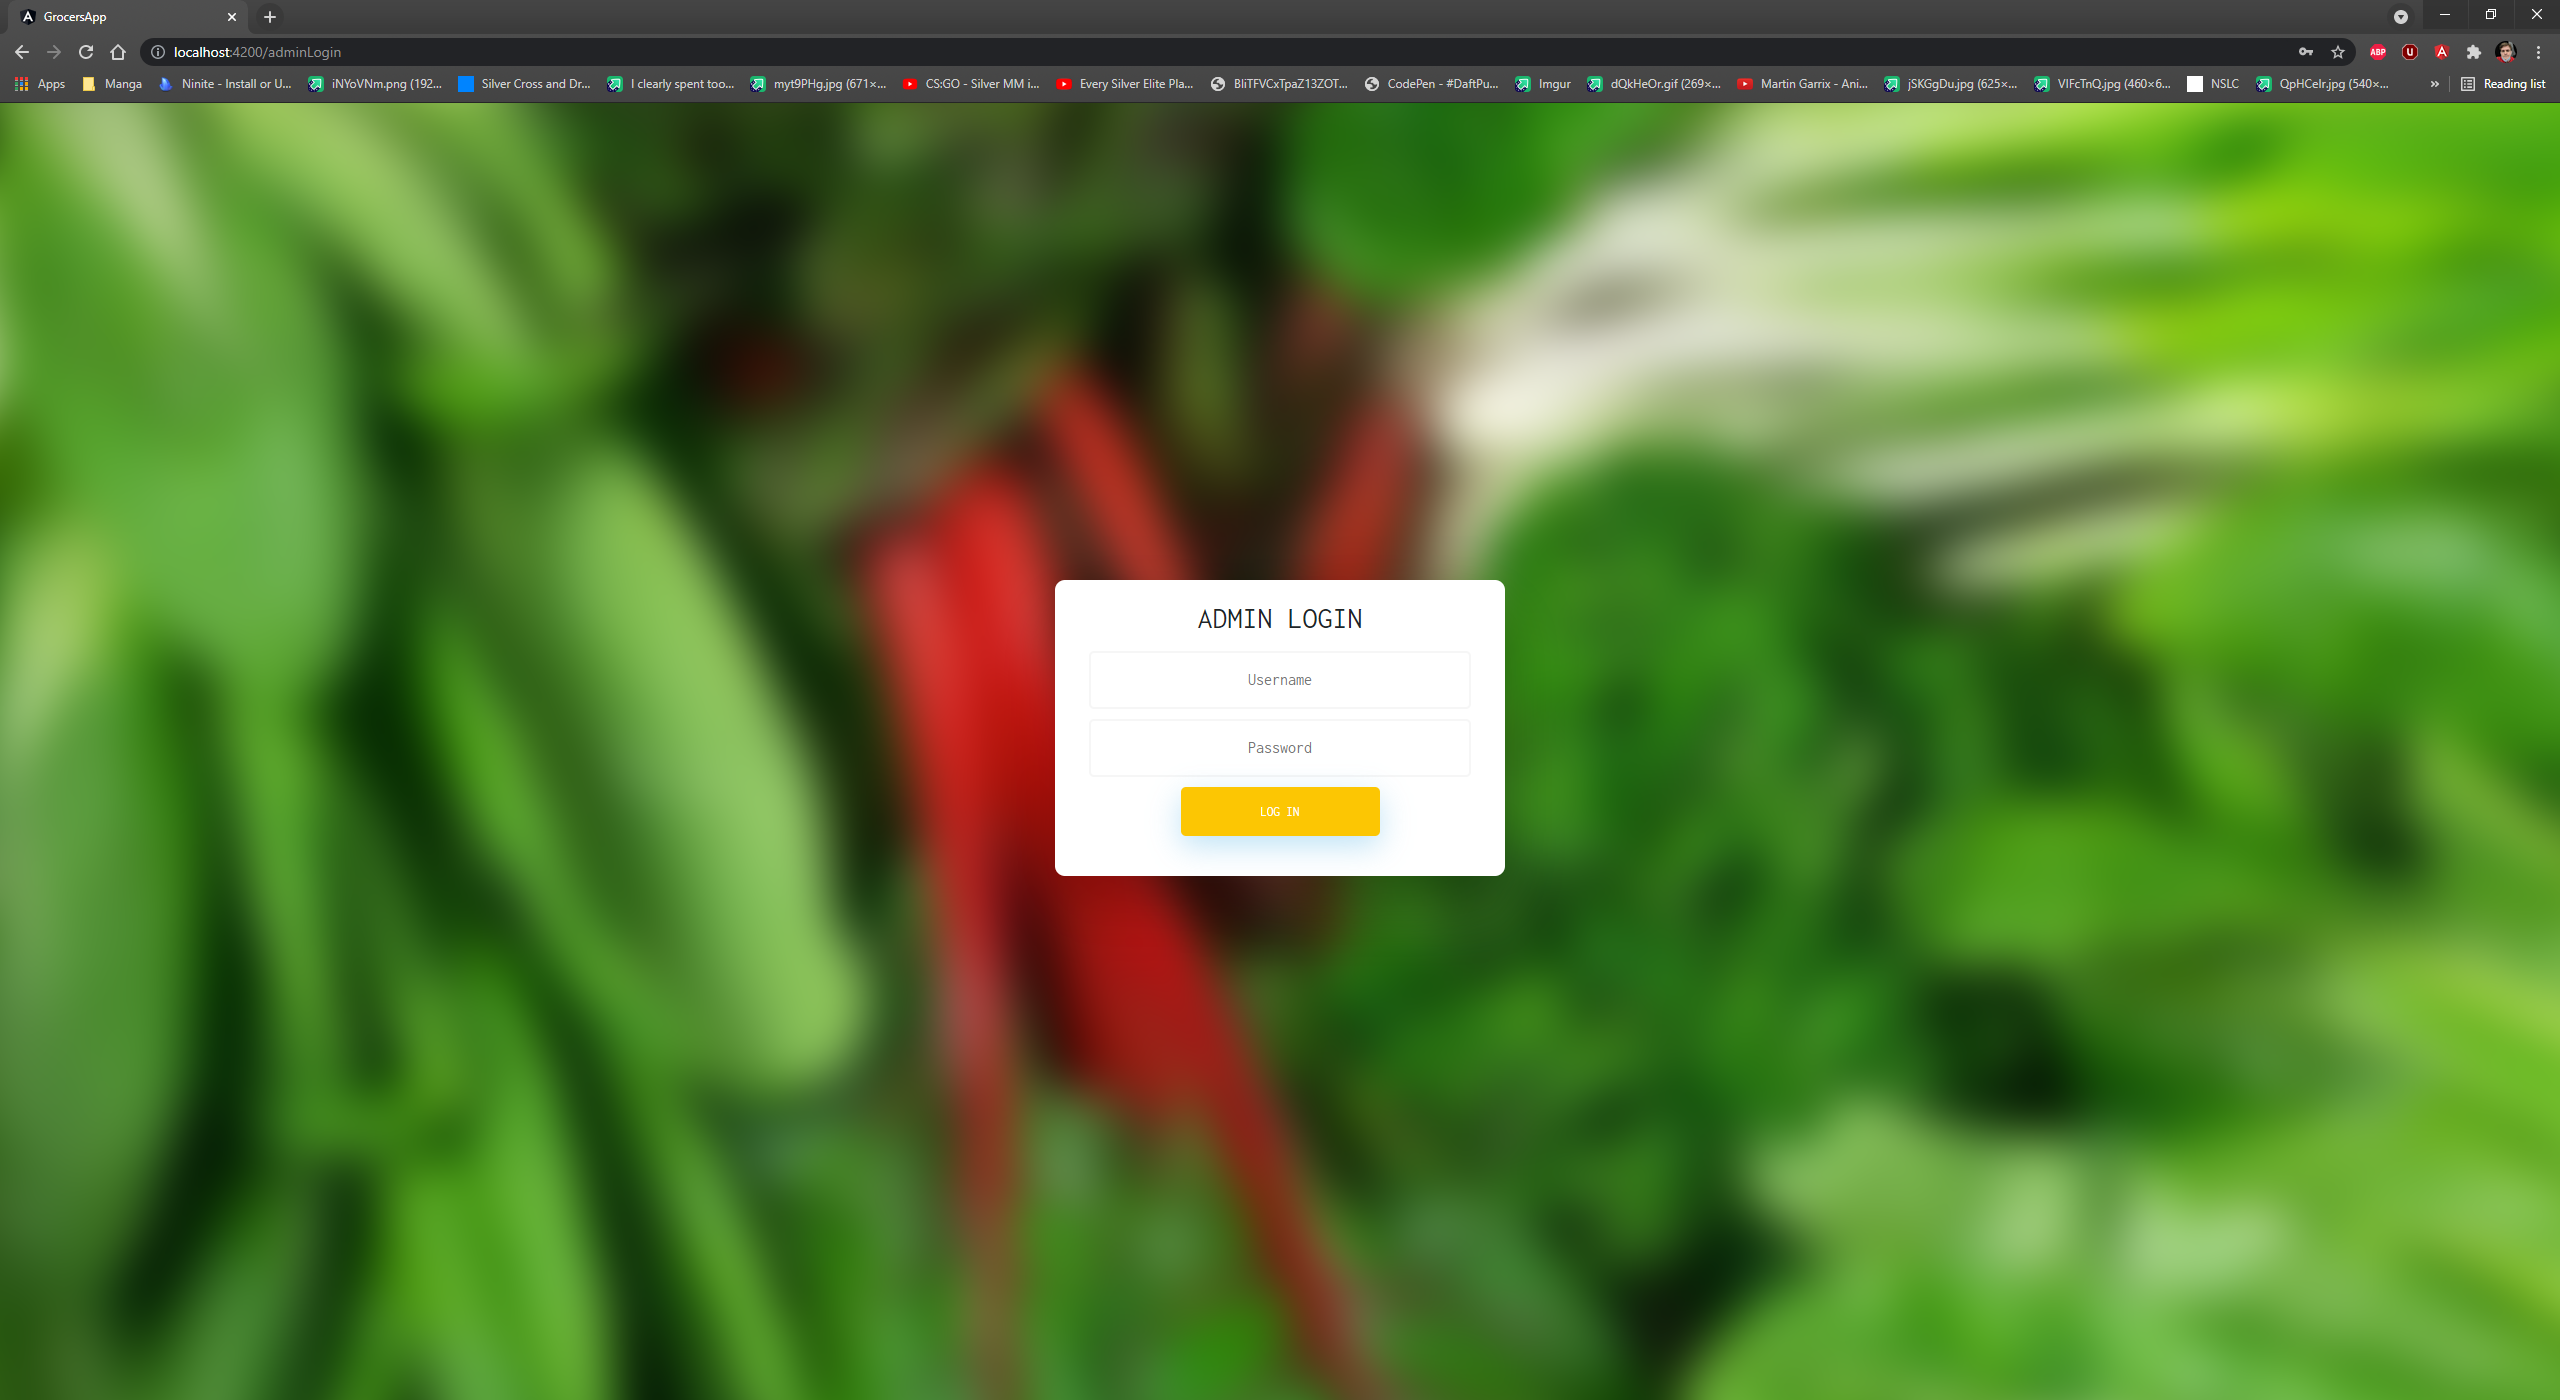 GrocersApp
localhost:4200/adminLogin
ABP
Apps Manga Ninite - Install or U... iNYoVNm.png (192... Silver Cross and Dr... I clearly spent too... myt9PHg.jpg (671×... CS:GO - Silver MM i... Every Silver Elite Pla... BliTFVCxTpaZ13ZOT... CodePen - #DaftPu... Imgur dQkHeOr.gif (269×... Martin Garrix - Ani... jSKGgDu.jpg (625×... VIFcTnQ.jpg (460×6... NSLC QpHCelr.jpg (540×... » Reading list
ADMIN LOGIN
Username
Password
LOG IN